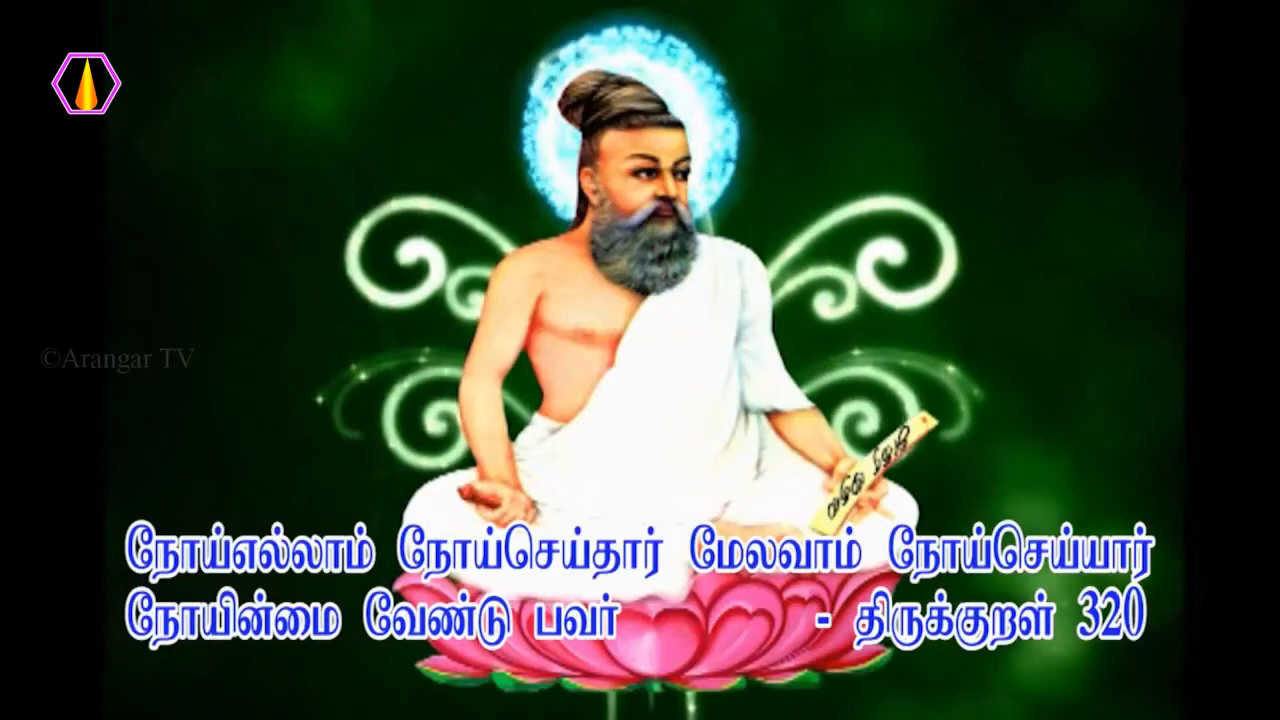 ©Arangar TV
நோய்எல்லாம் நோய்செய்தார் மேலவாம் நோய்செய்யார்
நோயின்மை வேண்டு பவர் - திருக்குறள் 320